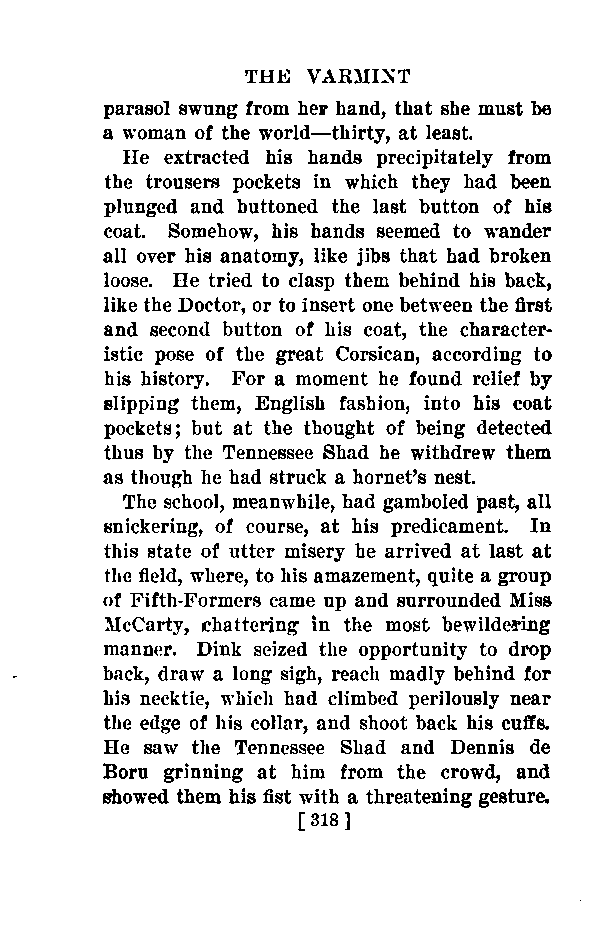 THE VARMINT
parasol swung from her hand, that she must be
a woman of the world—thirty, at least.
He extracted his hands precipitately from
the trousers pockets in which they had been
plunged and buttoned the last button of his
coat. Somehow, his hands seemed to wander
all over his anatomy, like jibs that had broken
loose. He tried to clasp them behind his back,
like the Doctor, or to insert one between the first
and second button of his coat, the character-
istic pose of the great Corsican, according to
his history. For a moment he found relief by
slipping them, English fashion, into his coat
pockets; but at the thought of being detected
thus by the Tennessee Shad he withdrew them
as though he had struck a hornet's nest.
The school, meanwhile, had gamboled past, all
snickering, of course, at his predicament. In
this state of utter misery he arrived at last at
the field, where, to his amazement, quite a group
of Fifth-Formers came up and surrounded Miss
McCarty, chattering in the most bewildering
manner. Dink seized the opportunity to drop
back, draw a long sigh, reach madly behind for
his necktie, which had climbed perilously near
the edge of his collar, and shoot back his cuffs.
He saw the Tennessee Shad and Dennis de
Boru grinning at him from the crowd, and
showed them his fist with a threatening gesture.
[ 318 ]